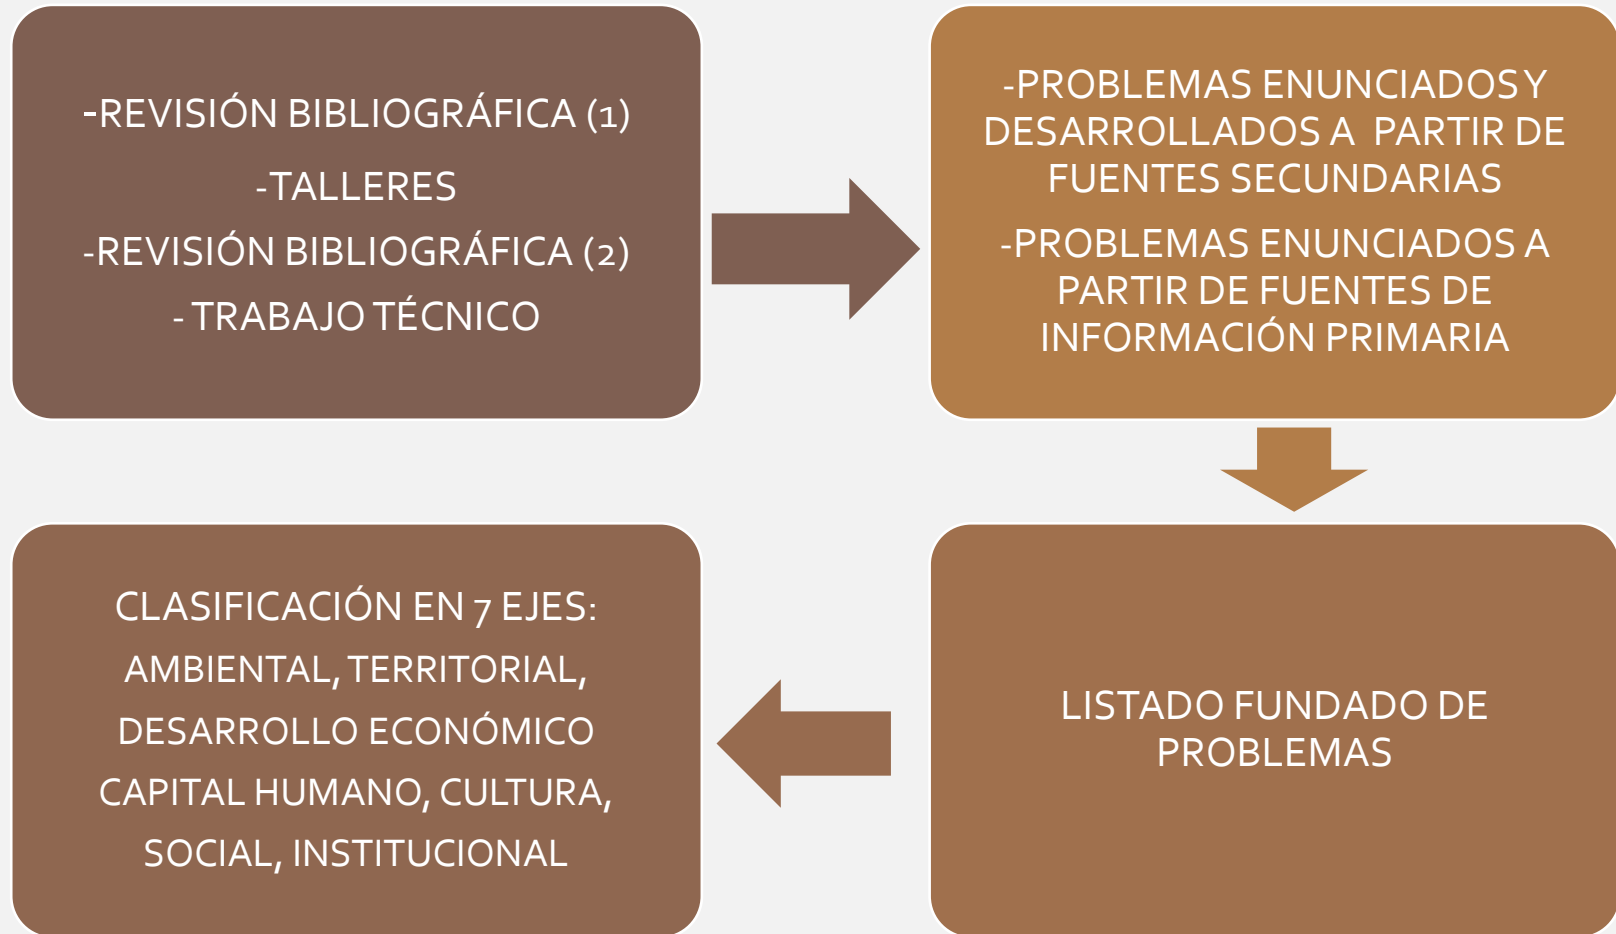 -REVISIÓN BIBLIOGRÁFICA (1)
-TALLERES
-REVISIÓN BIBLIOGRÁFICA (2)
- TRABAJO TÉCNICO
-PROBLEMAS ENUNCIADOS Y
DESARROLLADOS A PARTIR DE
FUENTES SECUNDARIAS
-PROBLEMAS ENUNCIADOS A
PARTIR DE FUENTES DE
INFORMACIÓN PRIMARIA
LISTADO FUNDADO DE
PROBLEMAS
CLASIFICACIÓN EN 7 EJES:
AMBIENTAL, TERRITORIAL,
DESARROLLO ECONÓMICO
CAPITAL HUMANO, CULTURA,
SOCIAL, INSTITUCIONAL